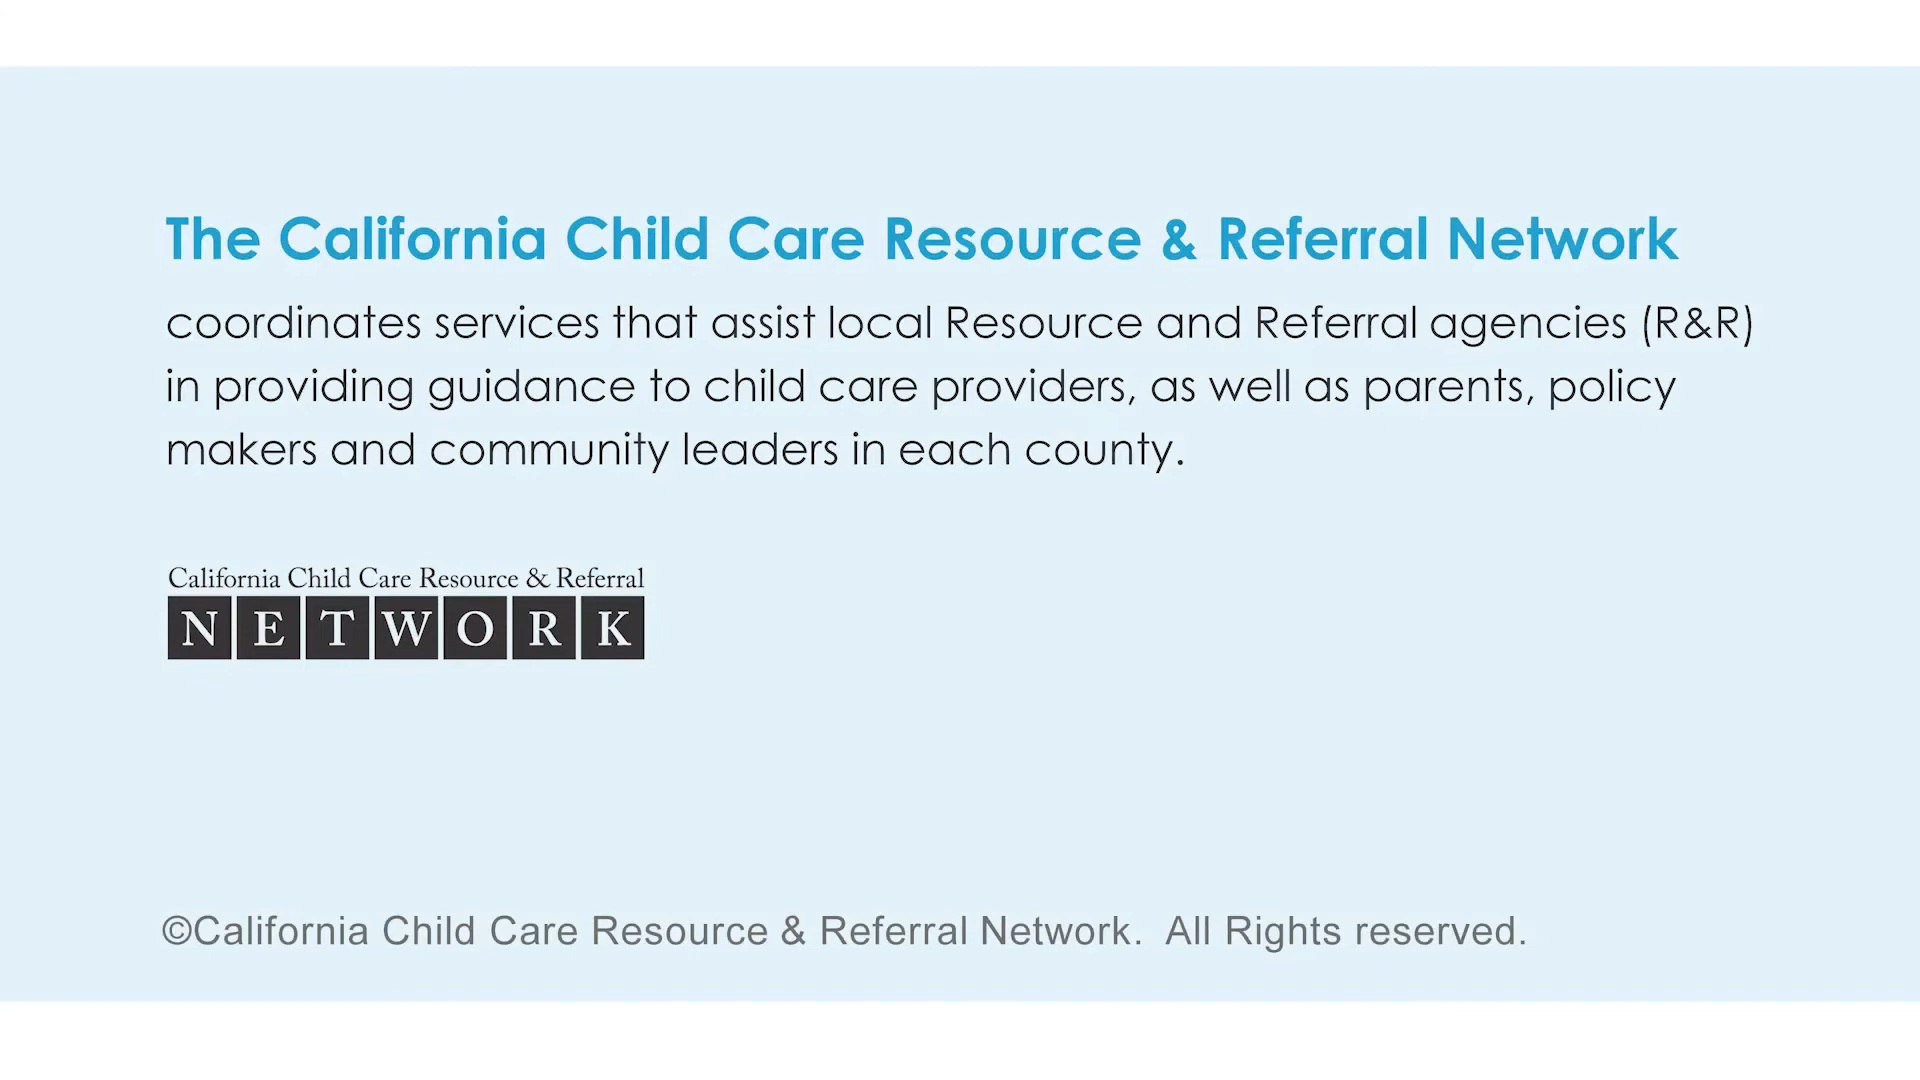 The California Child Care Resource & Referral Network
coordinates services that assist local Resource and Referral agencies (R&R)
in providing guidance to child care providers, as well as parents, policy
makers and community leaders in each county.
California Child Care Resource & Referral
NETWORK
©California Child Care Resource & Referral Network.  All Rights reserved.